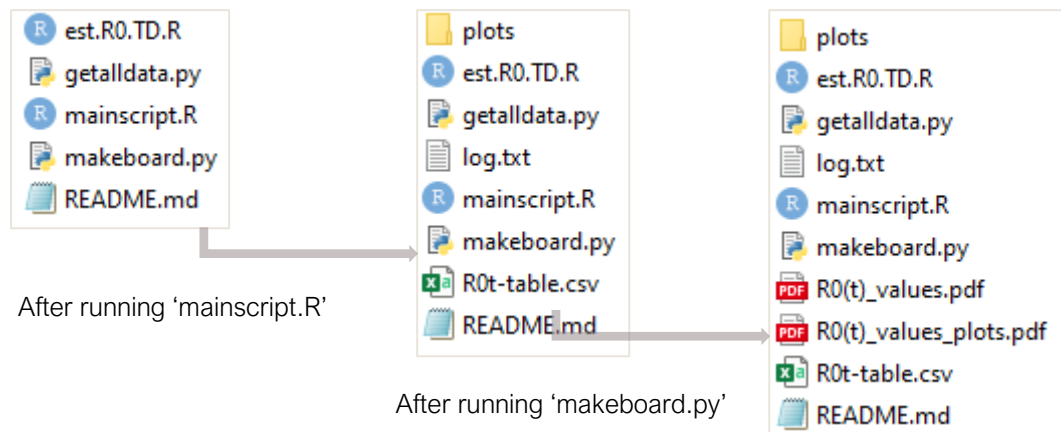 est.R0.TD.R
getalldata.py
mainscript.R
makeboard.py
README.md
After running ‘mainscript.R’
plots
est.R0.TD.R
getalldata.py
log.txt
mainscript.R
makeboard.py
R0t-table.csv
README.md
After running ‘makeboard.py’
plots
est.R0.TD.R
getalldata.py
log.txt
mainscript.R
makeboard.py
PDF R0(t)_values.pdf
PDF R0(t)_values_plots.pdf
R0t-table.csv
README.md